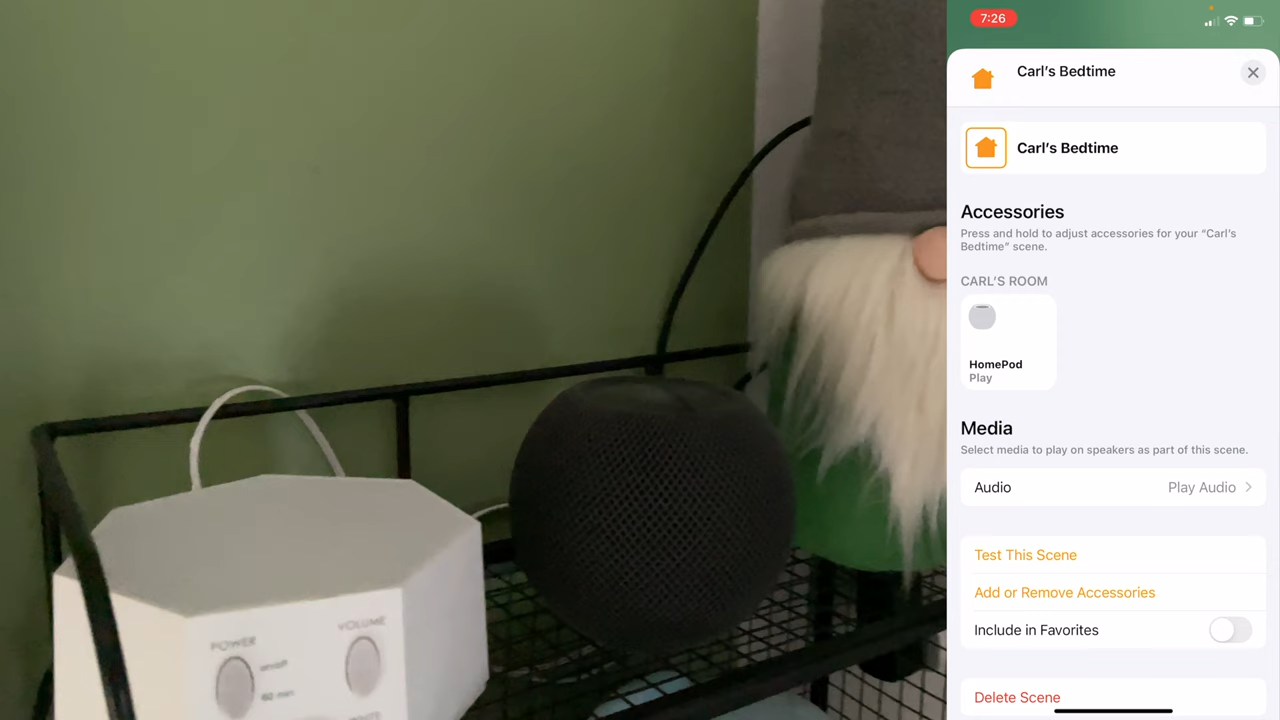 7:26
Carl's Bedtime
Carl's Bedtime
Accessories
Press and hold to adjust accessories for your “Carl's
Bedtime” scene.
CARL'S ROOM
HomePod
Play
Media
Select media to play on speakers as part of this scene.
Audio Play Audio
Test This Scene
Add or Remove Accessories
Include in Favorites
Delete Scene
POWER
VOLUME
on/off
60 min